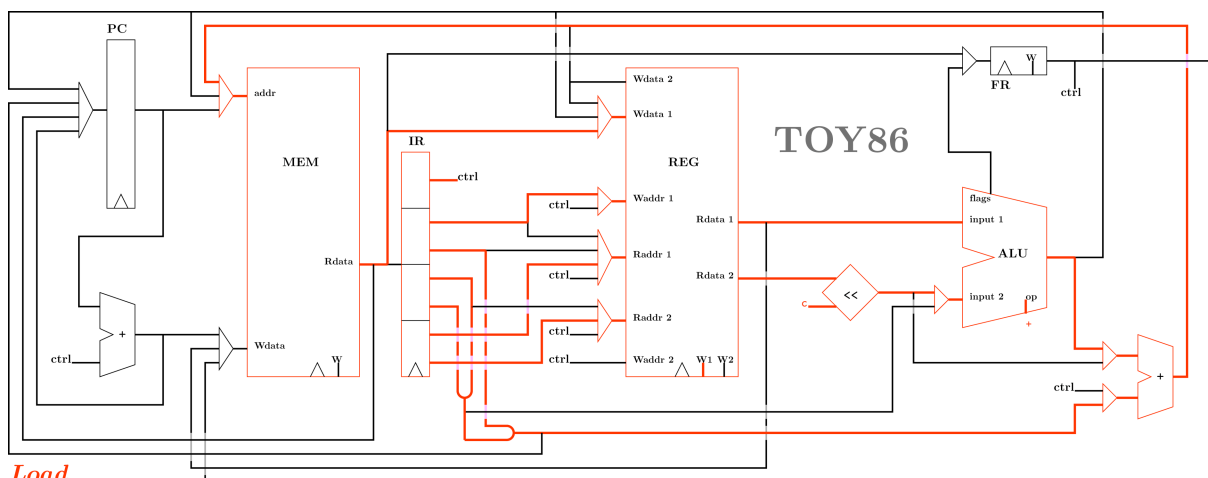 PC
W
FR
ctrl
addr
Wdata 2
Wdata 1
TOY86
MEM
IR
REG
ctrl
flags
Waddr 1
ctrl
Rdata 1
input 1
Rdata
Raddr 1
ALU
ctrl
Rdata 2
<<
input 2
op
c
Raddr 2
+
+
ctrl
Wdata
ctrl
W
Waddr 2
ctrl
W1
W2
+
ctrl
Load